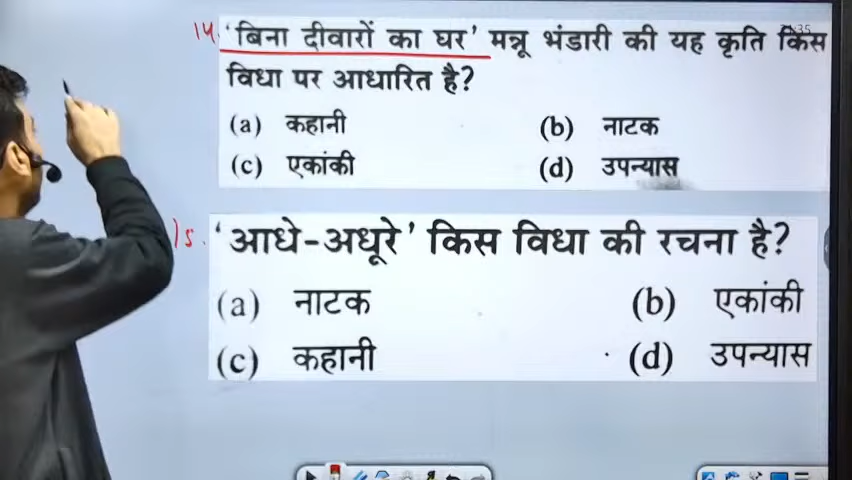 14. 'बिना दीवारों का घर' मन्नू भंडारी की यह कृति किस
विधा पर आधारित है?
(a) कहानी (b) नाटक
(c) एकांकी (d) उपन्यास
15. 'आधे-अधूरे' किस विधा की रचना है?
(a) नाटक (b) एकांकी
(c) कहानी (d) उपन्यास